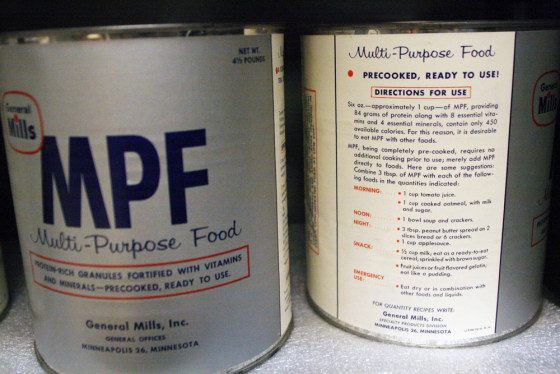 NET WT.
4½ POUNDS
General
Mills
MPF
Multi-Purpose Food
PROTEIN-RICH GRANULES FORTIFIED WITH VITAMINS
AND MINERALS—PRECOOKED, READY TO USE.
General Mills, Inc.
GENERAL OFFICES
MINNEAPOLIS 26, MINNESOTA
Multi-Purpose Food
PRECOOKED, READY TO USE!
DIRECTIONS FOR USE
Six oz.—approximately 1 cup—of MPF, providing
84 grams of protein along with 8 essential vita-
mins and 4 essential minerals, contain only 450
available calories. For this reason, it is desirable
to eat MPF with other foods.
MPF, being completely pre-cooked, requires no
additional cooking prior to use; merely add MPF
directly to foods. Here are some suggestions:
Combine 3 tbsp. of MPF with each of the follow-
ing foods in the quantities indicated:
MORNING:
• 1 cup tomato juice.
• 1 cup cooked oatmeal, with milk
and sugar.
NOON:
• 1 bowl soup and crackers.
NIGHT:
• 3 tbsp. peanut butter spread on 2
slices bread or 6 crackers.
• 1 cup applesauce.
SNACK:
• ½ cup milk; eat as a ready-to-eat
cereal, sprinkled with brown sugar.
• Fruit juices or fruit flavored gelatin;
eat like a pudding.
EMERGENCY
USE:
• Eat dry or in combination with
other foods and liquids.
FOR QUANTITY RECIPES WRITE:
General Mills, Inc.
SPECIALTY PRODUCTS DIVISION
MINNEAPOLIS 26, MINNESOTA